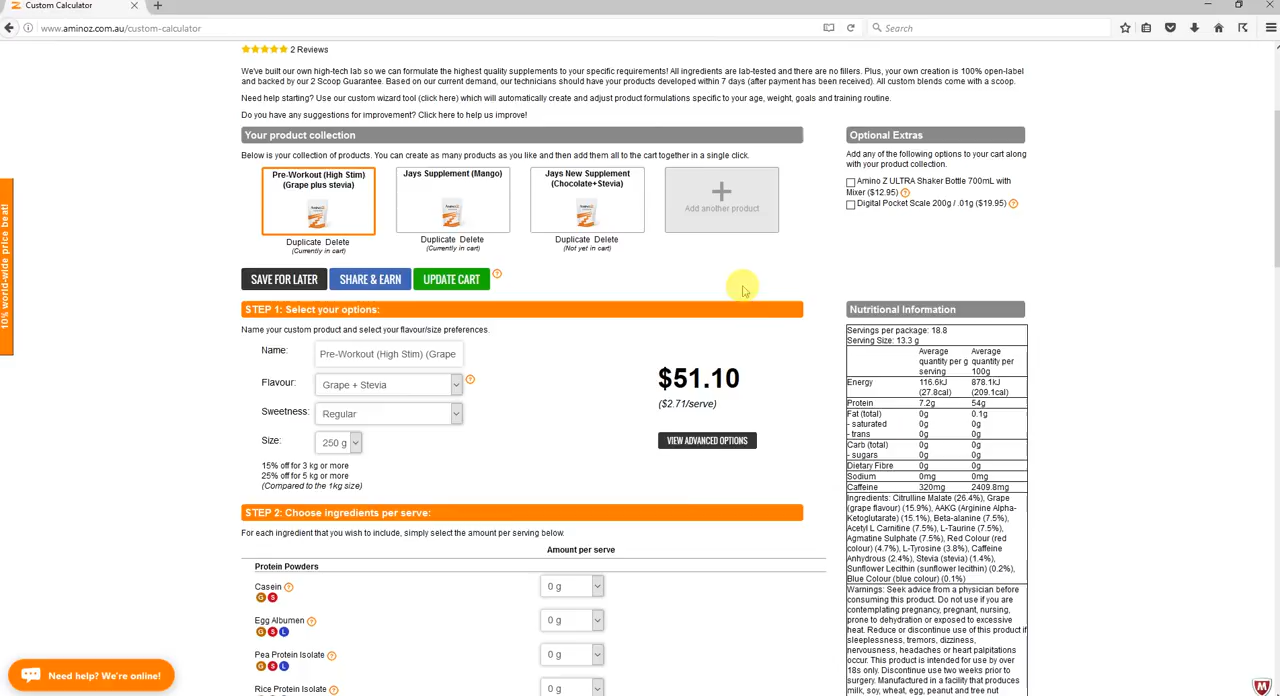 Custom Calculator
www.aminoz.com.au/custom-calculator
Search
2 Reviews
We've built our own high-tech lab so we can formulate the highest quality supplements to your specific requirements! All ingredients are lab-tested and there are no fillers. Plus, your own creation is 100% open-label
and backed by our 2 Scoop Guarantee. Based on our current demand, our technicians should have your products developed within 7 days (after payment has been received). All custom blends come with a scoop.
Need help starting? Use our custom wizard tool (click here) which will automatically create and adjust product formulations specific to your age, weight, goals and training routine.
Do you have any suggestions for improvement? Click here to help us improve!
Your product collection
Below is your collection of products. You can create as many products as you like and then add them all to the cart together in a single click.
Pre-Workout (High Stim)
(Grape plus stevia)
Duplicate Delete
(Currently in cart)
Jays Supplement (Mango)
Duplicate Delete
(Currently in cart)
Jays New Supplement
(Chocolate+Stevia)
Duplicate Delete
(Not yet in cart)
Add another product
Optional Extras
Add any of the following options to your cart along
with your product collection.
Amino Z ULTRA Shaker Bottle 700mL with
Mixer ($12.95) ?
Digital Pocket Scale 200g / .01g ($19.95) ?
SAVE FOR LATER
SHARE & EARN
UPDATE CART
?
10% world-wide price beat!
STEP 1: Select your options:
Name your custom product and select your flavour/size preferences.
Name:
Pre-Workout (High Stim) (Grape
Flavour:
Grape + Stevia
?
Sweetness:
Regular
Size:
250 g
15% off for 3 kg or more
25% off for 5 kg or more
(Compared to the 1kg size)
$51.10
($2.71/serve)
VIEW ADVANCED OPTIONS
STEP 2: Choose ingredients per serve:
For each ingredient that you wish to include, simply select the amount per serving below.
Amount per serve
Protein Powders
Casein ?
G S
0 g
Egg Albumen ?
G S L
0 g
Pea Protein Isolate ?
G S L
0 g
Rice Protein Isolate ?
0 g
Nutritional Information
Servings per package: 18.8
Serving Size: 13.3 g
Average quantity per serving
Average quantity per 100g
Energy 116.6kJ (27.8cal) 878.1kJ (209.1cal)
Protein 7.2g 54g
Fat (total) 0g 0.1g
- saturated 0g 0g
- trans 0g 0g
Carb (total) 0g 0g
- sugars 0g 0g
Dietary Fibre 0g 0g
Sodium 0mg 0mg
Caffeine 320mg 2409.8mg
Ingredients: Citrulline Malate (26.4%), Grape
(grape flavour) (15.9%), AAKG (Arginine Alpha-
Ketoglutarate) (15.1%), Beta-alanine (7.5%),
Acetyl L Carnitine (7.5%), L-Taurine (7.5%),
Agmatine Sulphate (7.5%), Red Colour (red
colour) (4.7%), L-Tyrosine (3.8%), Caffeine
Anhydrous (2.4%), Stevia (stevia) (1.4%),
Sunflower Lecithin (sunflower lecithin) (0.2%),
Blue Colour (blue colour) (0.1%)
Warnings: Seek advice from a physician before
consuming this product. Do not use if you are
contemplating pregnancy, pregnant, nursing,
prone to dehydration or exposed to excessive
heat. Reduce or discontinue use of this product if
sleeplessness, tremors, dizziness,
nervousness, headaches or heart palpitations
occur. This product is intended for use by over
18s only. Discontinue use two weeks prior to
surgery. Manufactured in a facility that produces
milk, soy, wheat, egg, peanut and tree nut
Need help? We're online!